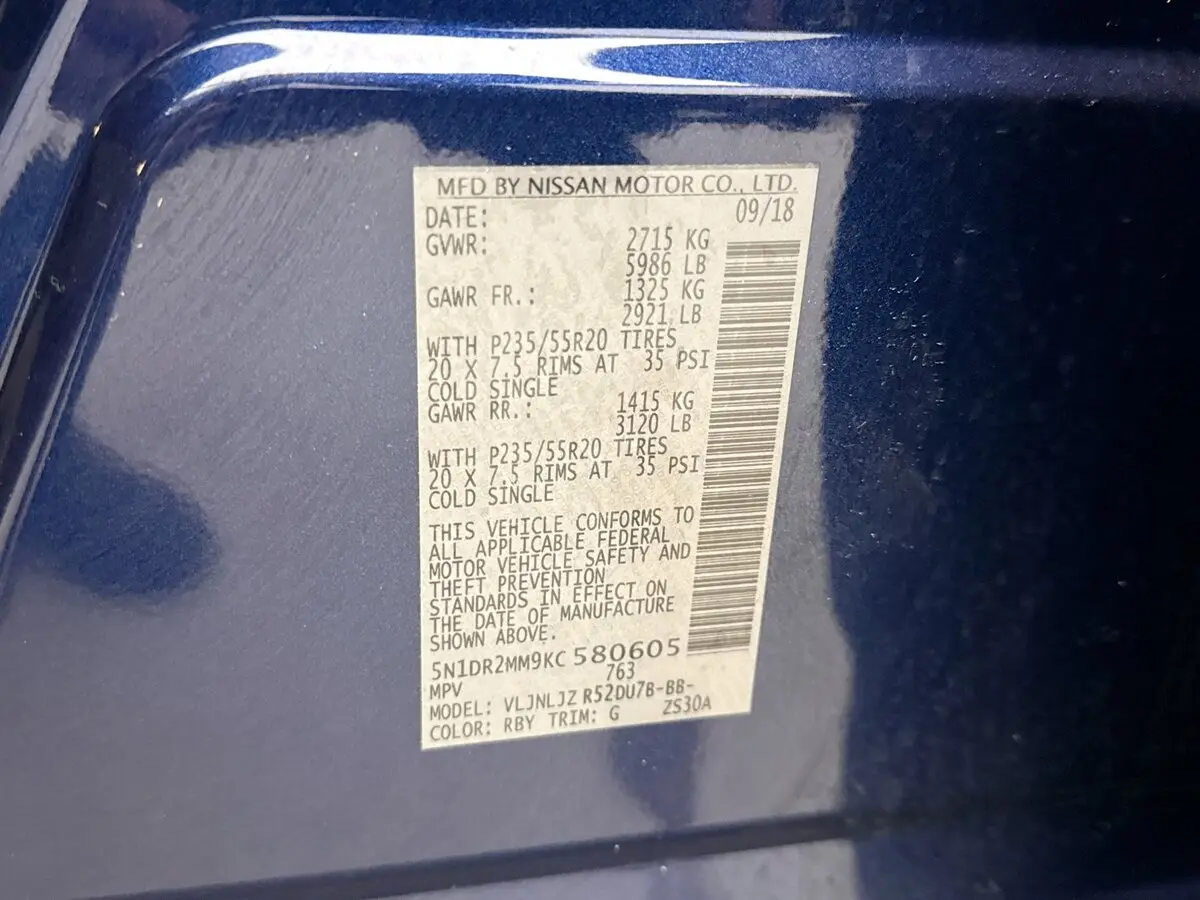 MFD BY NISSAN MOTOR CO., LTD.
DATE: 09/18
GVWR: 2715 KG
5986 LB
GAWR FR.: 1325 KG
2921 LB
WITH P235/55R20 TIRES
20 X 7.5 RIMS AT 35 PSI
COLD SINGLE
GAWR RR.: 1415 KG
3120 LB
WITH P235/55R20 TIRES
20 X 7.5 RIMS AT 35 PSI
COLD SINGLE
THIS VEHICLE CONFORMS TO
ALL APPLICABLE FEDERAL
MOTOR VEHICLE SAFETY AND
THEFT PREVENTION
STANDARDS IN EFFECT ON
THE DATE OF MANUFACTURE
SHOWN ABOVE.
5N1DR2MM9KC 580605
MPV 763
MODEL: VLJNLJZ R52DU7B-BB-
COLOR: RBY TRIM: G ZS30A